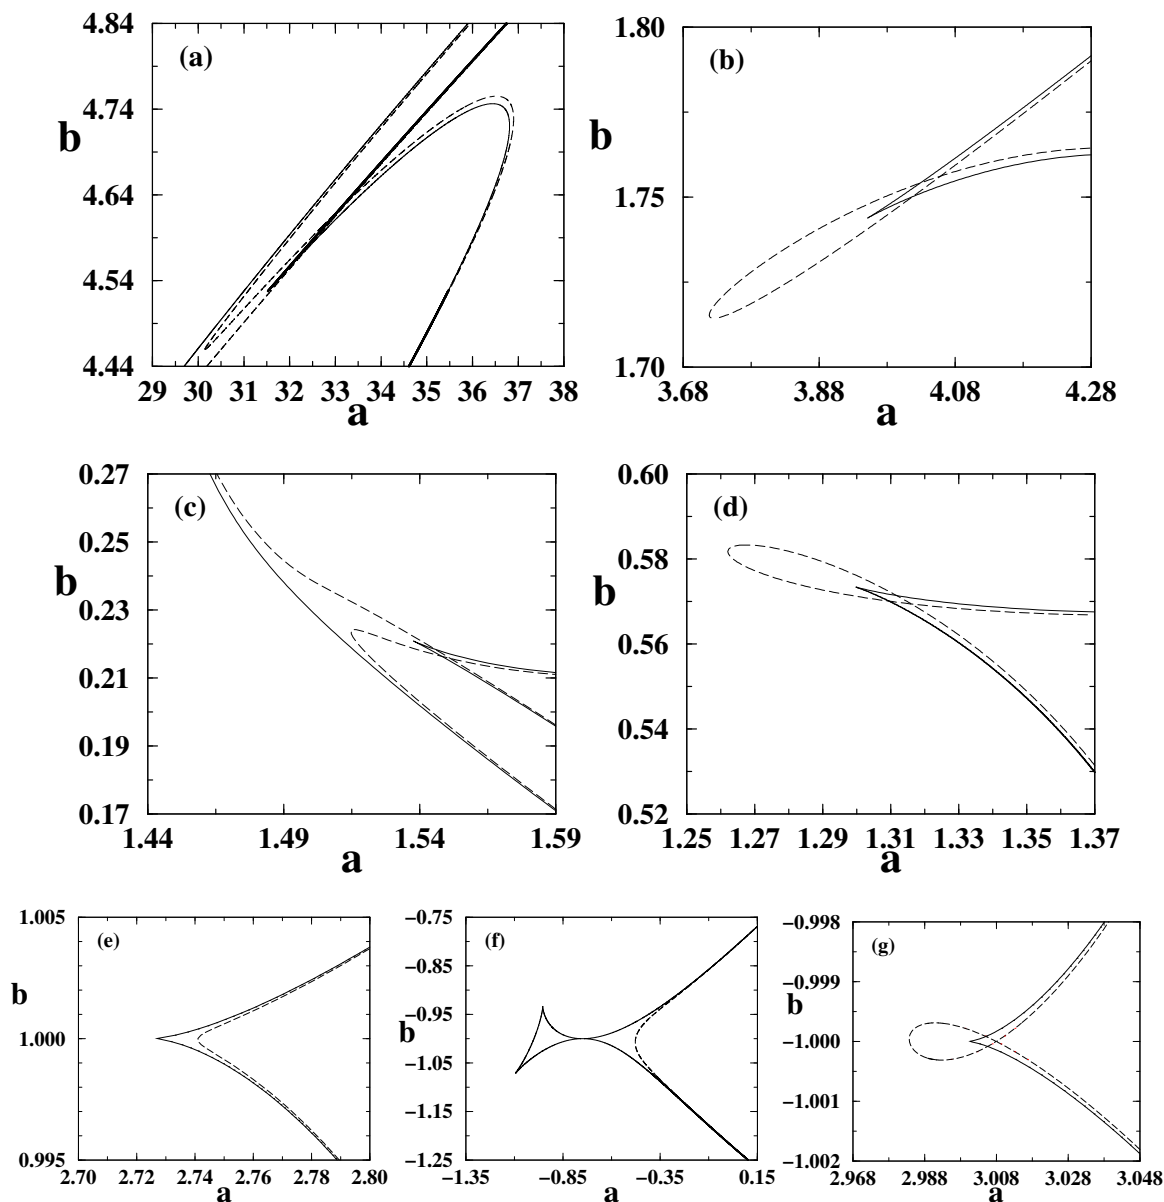 4.84
(a)
4.74
b
4.64
4.54
4.44
29 30 31 32 33 34 35 36 37 38
a
1.80
(b)
b
1.75
1.70
3.68 3.88 4.08 4.28
a
0.27
(c)
0.25
b
0.23
0.21
0.19
0.17
1.44 1.49 1.54 1.59
a
0.60
(d)
0.58
b
0.56
0.54
0.52
1.25 1.27 1.29 1.31 1.33 1.35 1.37
a
1.005
(e)
b
1.000
0.995
2.70 2.72 2.74 2.76 2.78 2.80
a
−0.75
(f)
−0.85
−0.95
b
−1.05
−1.15
−1.25
−1.35 −0.85 −0.35 0.15
a
−0.998
(g)
−0.999
b
−1.000
−1.001
−1.002
2.968 2.988 3.008 3.028 3.048
a